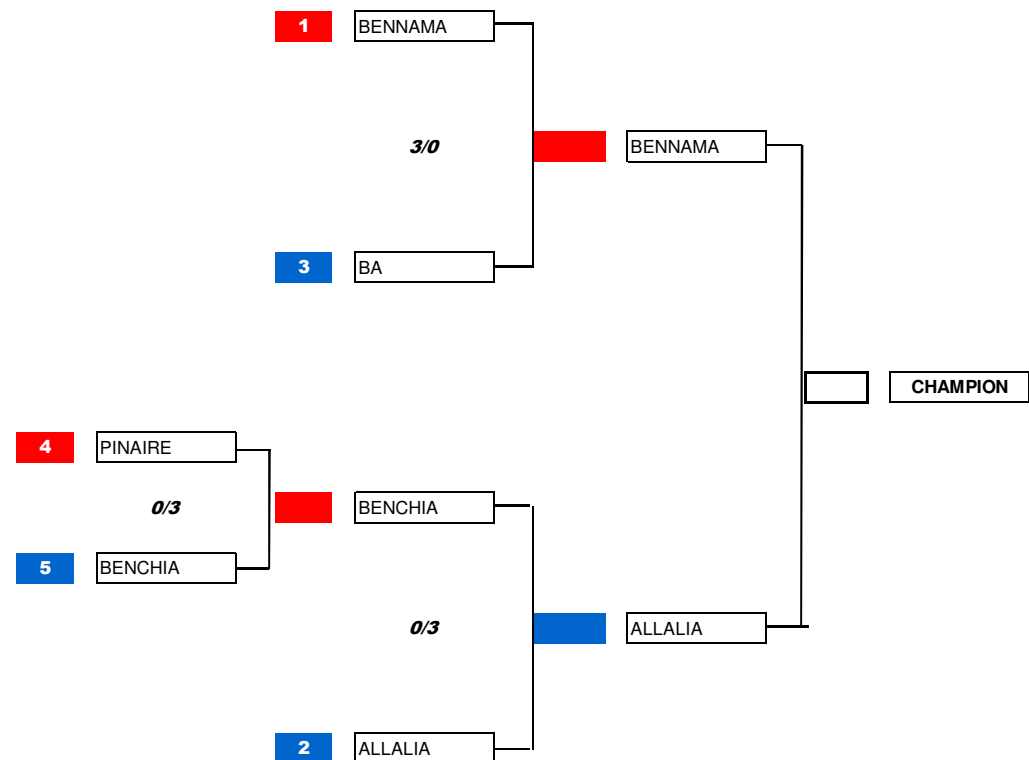 1 BENNAMA
3/0
BENNAMA
3 BA
CHAMPION
4 PINAIRE
0/3
BENCHIA
5 BENCHIA
0/3
ALLALIA
2 ALLALIA